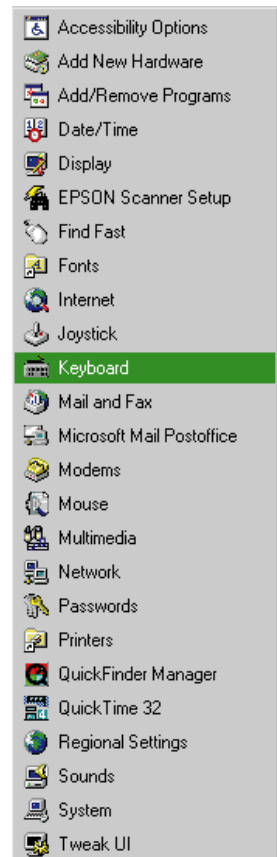 Accessibility Options
Add New Hardware
Add/Remove Programs
Date/Time
Display
EPSON Scanner Setup
Find Fast
Fonts
Internet
Joystick
Keyboard
Mail and Fax
Microsoft Mail Postoffice
Modems
Mouse
Multimedia
Network
Passwords
Printers
QuickFinder Manager
QuickTime 32
Regional Settings
Sounds
System
Tweak UI